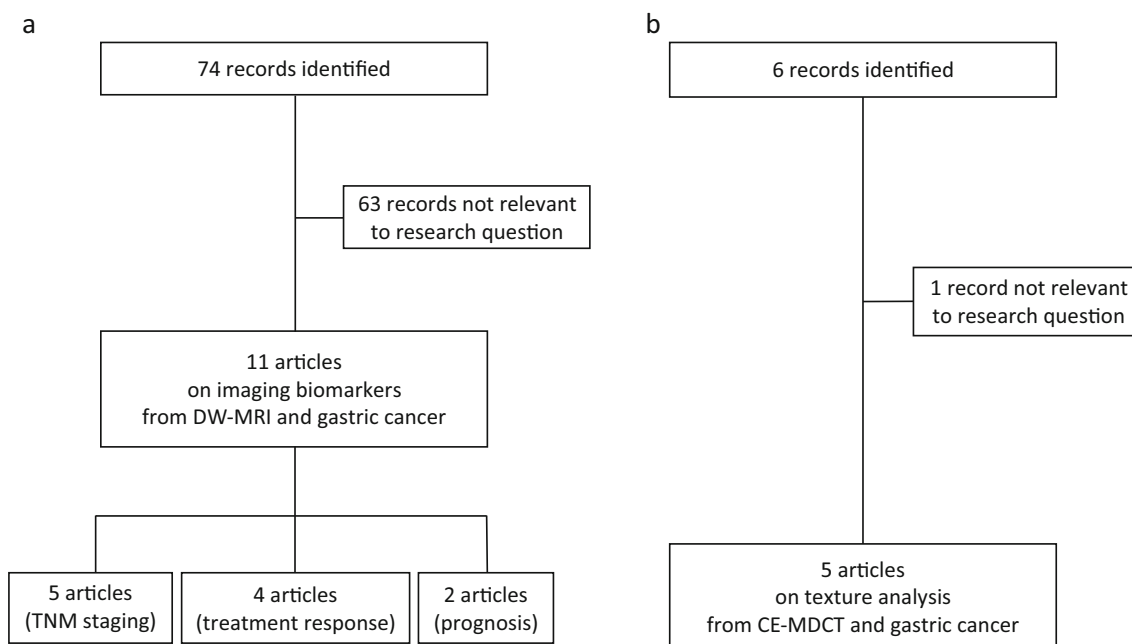 a
74 records identified
63 records not relevant
to research question
11 articles
on imaging biomarkers
from DW-MRI and gastric cancer
5 articles
(TNM staging)
4 articles
(treatment response)
2 articles
(prognosis)
b
6 records identified
1 record not relevant
to research question
5 articles
on texture analysis
from CE-MDCT and gastric cancer